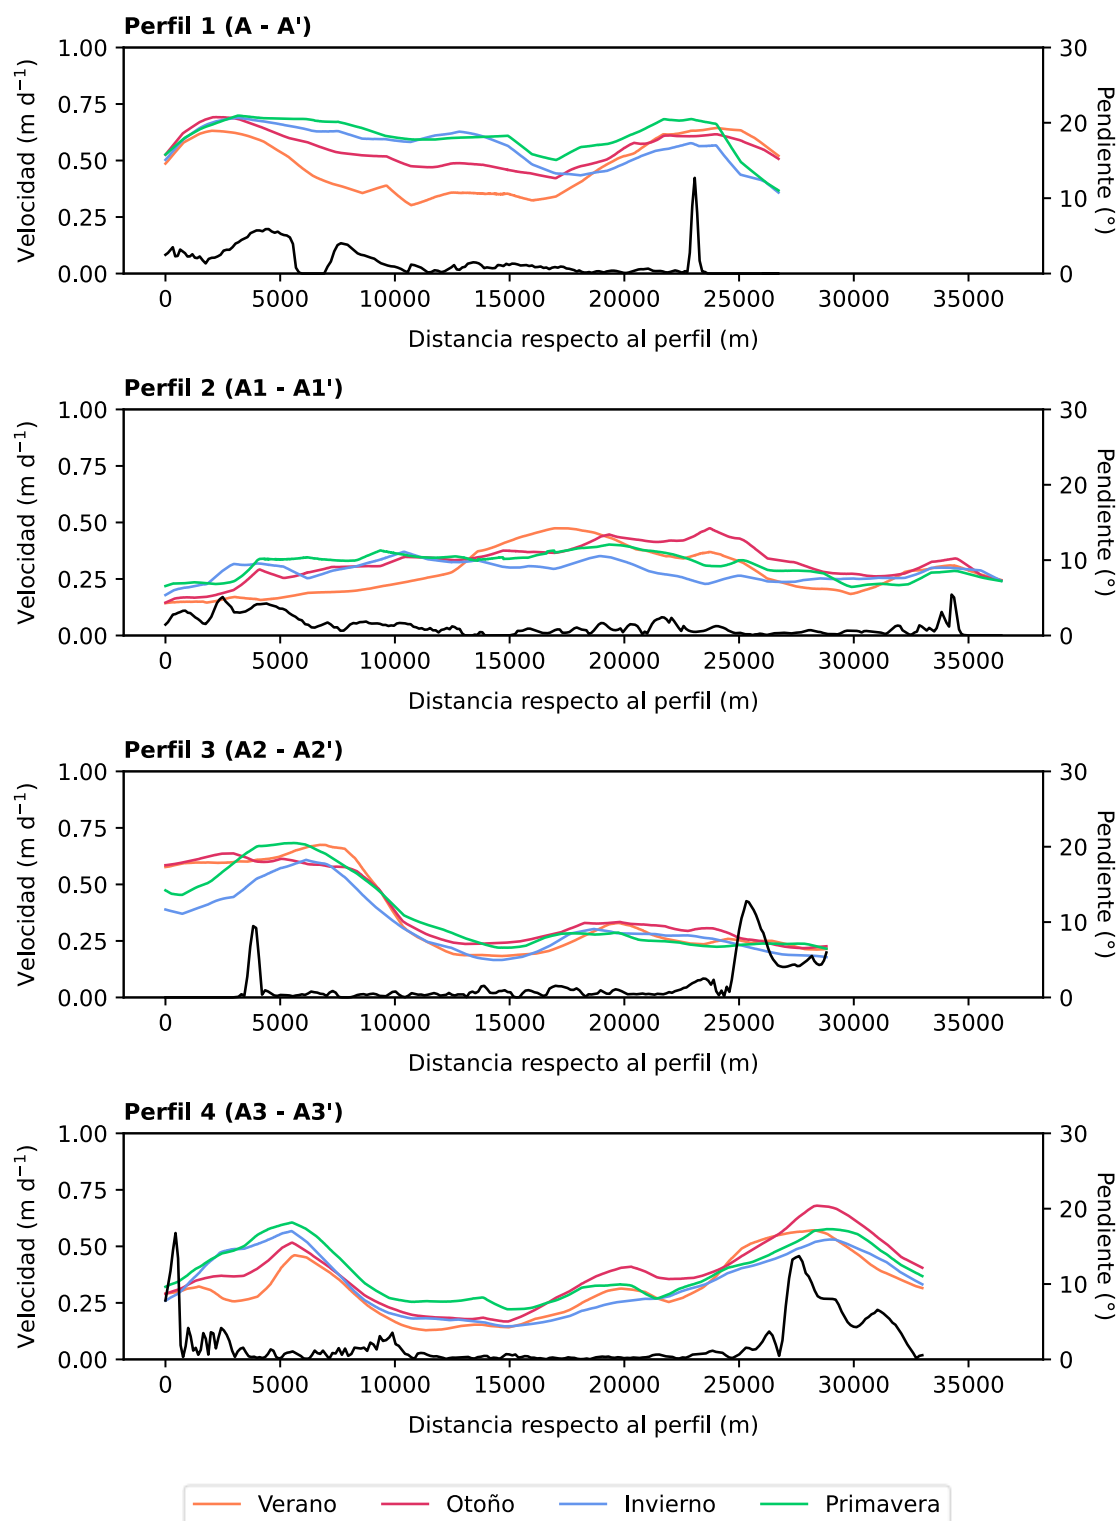 Perfil 1 (A - A')
1.00
0.75
0.50
0.25
0.00
Velocidad (m d⁻¹)
30
20
10
0
Pendiente (°)
0 5000 10000 15000 20000 25000 30000 35000
Distancia respecto al perfil (m)
Perfil 2 (A1 - A1')
1.00
0.75
0.50
0.25
0.00
Velocidad (m d⁻¹)
30
20
10
0
Pendiente (°)
0 5000 10000 15000 20000 25000 30000 35000
Distancia respecto al perfil (m)
Perfil 3 (A2 - A2')
1.00
0.75
0.50
0.25
0.00
Velocidad (m d⁻¹)
30
20
10
0
Pendiente (°)
0 5000 10000 15000 20000 25000 30000 35000
Distancia respecto al perfil (m)
Perfil 4 (A3 - A3')
1.00
0.75
0.50
0.25
0.00
Velocidad (m d⁻¹)
30
20
10
0
Pendiente (°)
0 5000 10000 15000 20000 25000 30000 35000
Distancia respecto al perfil (m)
Verano Otoño Invierno Primavera